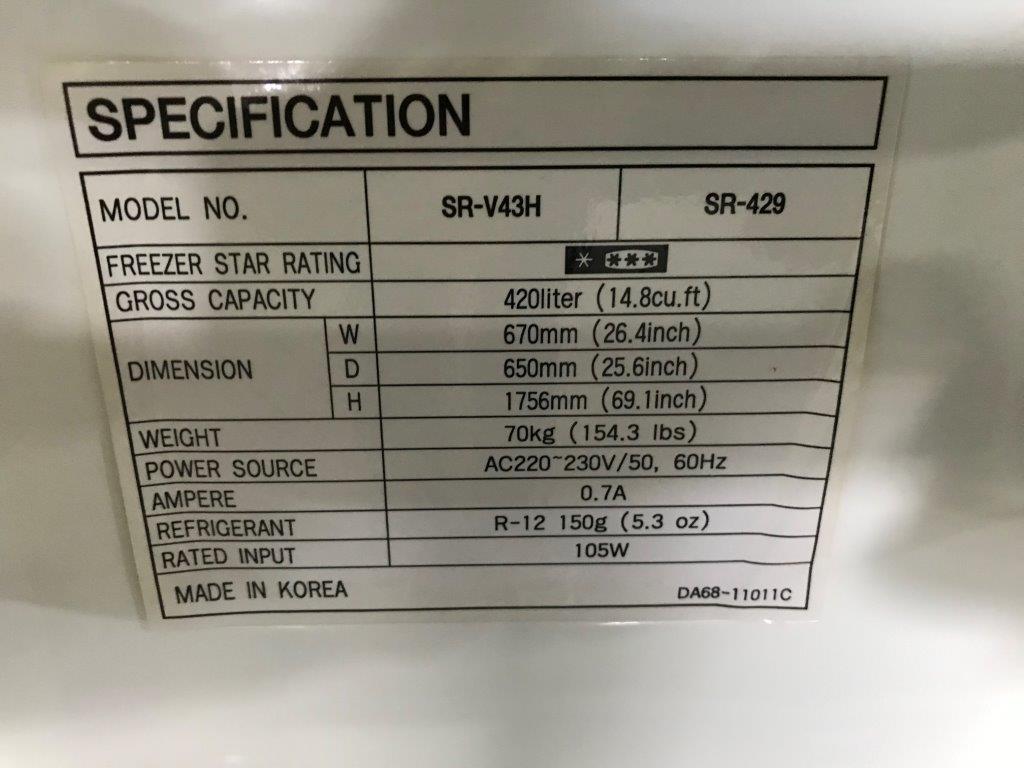 SPECIFICATION
MODEL NO. SR-V43H SR-429
FREEZER STAR RATING * ***
GROSS CAPACITY 420liter (14.8cu.ft)
DIMENSION W 670mm (26.4inch)
D 650mm (25.6inch)
H 1756mm (69.1inch)
WEIGHT 70kg (154.3 lbs)
POWER SOURCE AC220~230V/50, 60Hz
AMPERE 0.7A
REFRIGERANT R-12 150g (5.3 oz)
RATED INPUT 105W
MADE IN KOREA DA68-11011C